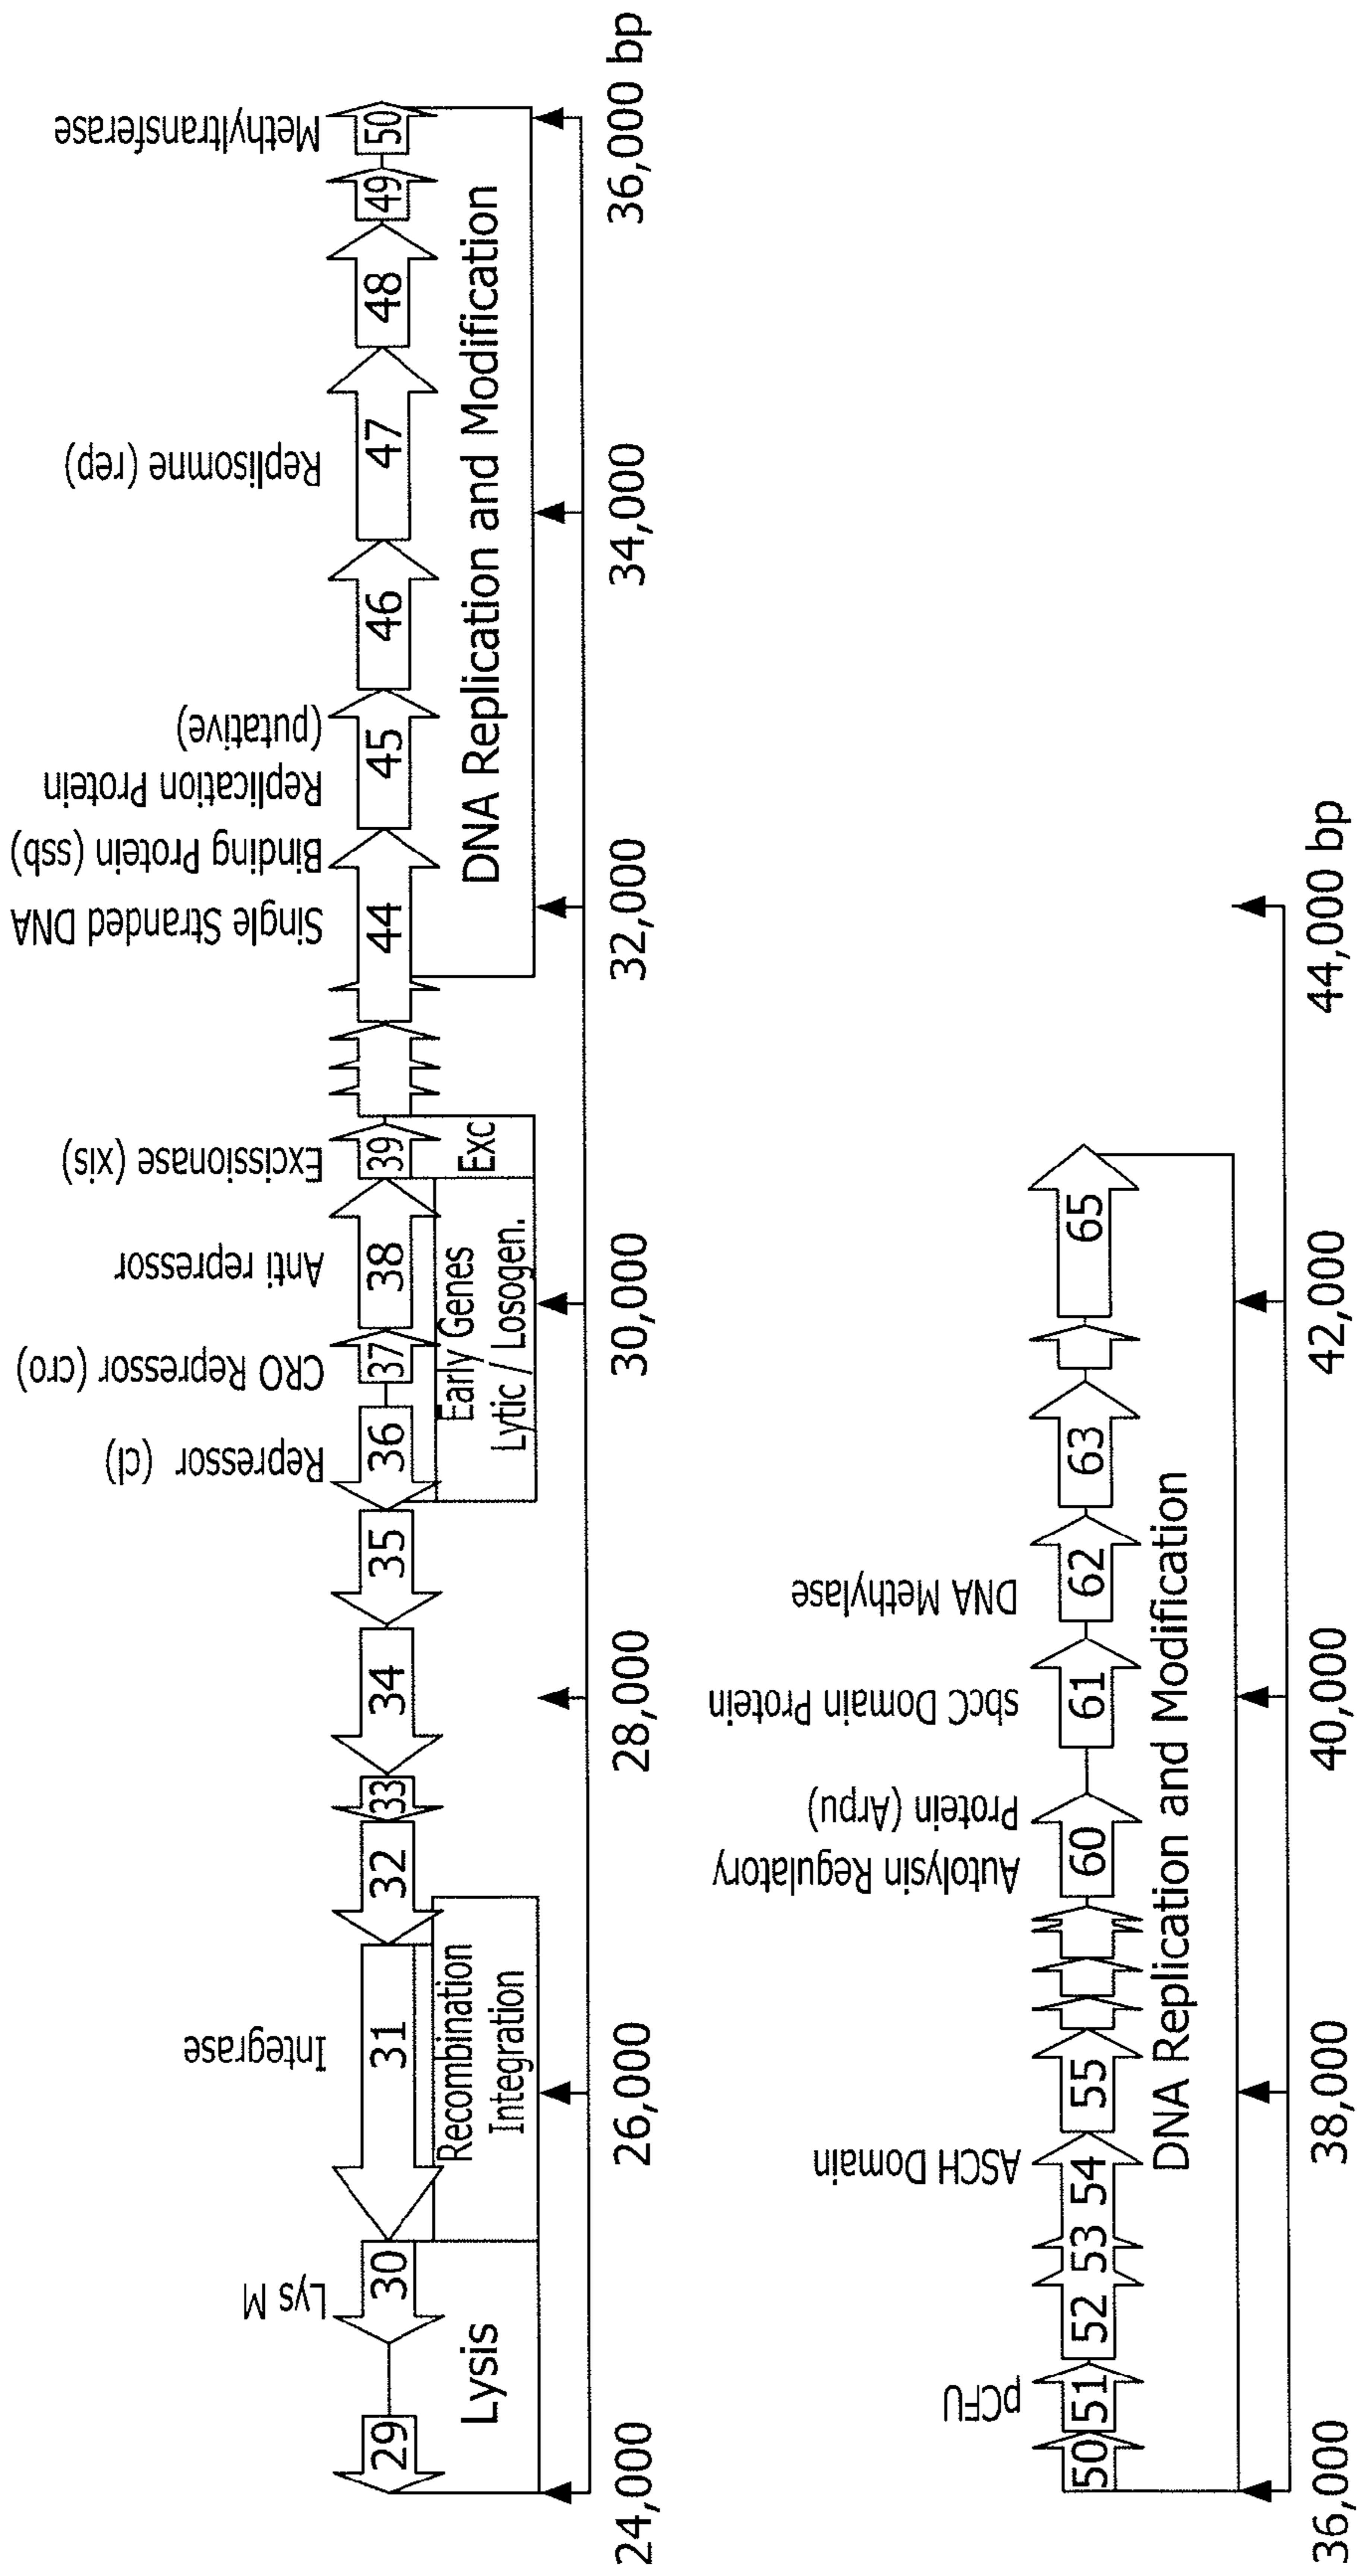 Lys M
Integrase
Repressor (cI)
CRO Repressor (cro)
Anti repressor
Excissionase (xis)
Single Stranded DNA
Binding Protein (ssb)
Replication Protein
(putative)
Replisomne (rep)
Methyltransferase
29 30 31 32 33 34 35 36 37 38 39 44 45 46 47 48 49 50
Lysis
Recombination
Integration
Early Genes
Lytic / Losogen.
Exc
DNA Replication and Modification
24,000 26,000 28,000 30,000 32,000 34,000 36,000 bp
pCFU
ASCH Domain
Autolysin Regulatory
Protein (Arpu)
sbcC Domain Protein
DNA Methylase
50 51 52 53 54 55 60 61 62 63 65
DNA Replication and Modification
36,000 38,000 40,000 42,000 44,000 bp